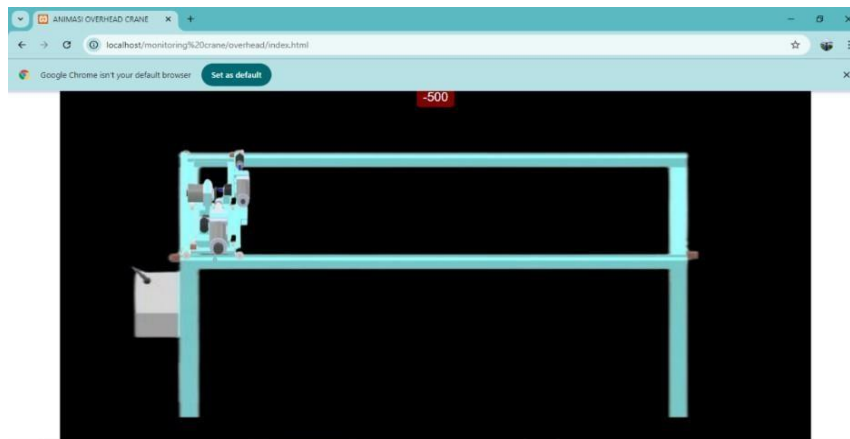 ANIMASI OVERHEAD CRANE
localhost/monitoring%20crane/overhead/index.html
Google Chrome isn't your default browser Set as default
-500